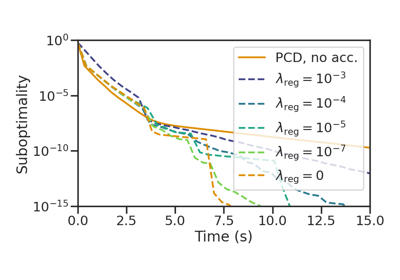 10⁰
10⁻⁵
10⁻¹⁰
10⁻¹⁵
Suboptimality
PCD, no acc.
λreg = 10⁻³
λreg = 10⁻⁴
λreg = 10⁻⁵
λreg = 10⁻⁷
λreg = 0
0.0 2.5 5.0 7.5 10.0 12.5 15.0
Time (s)